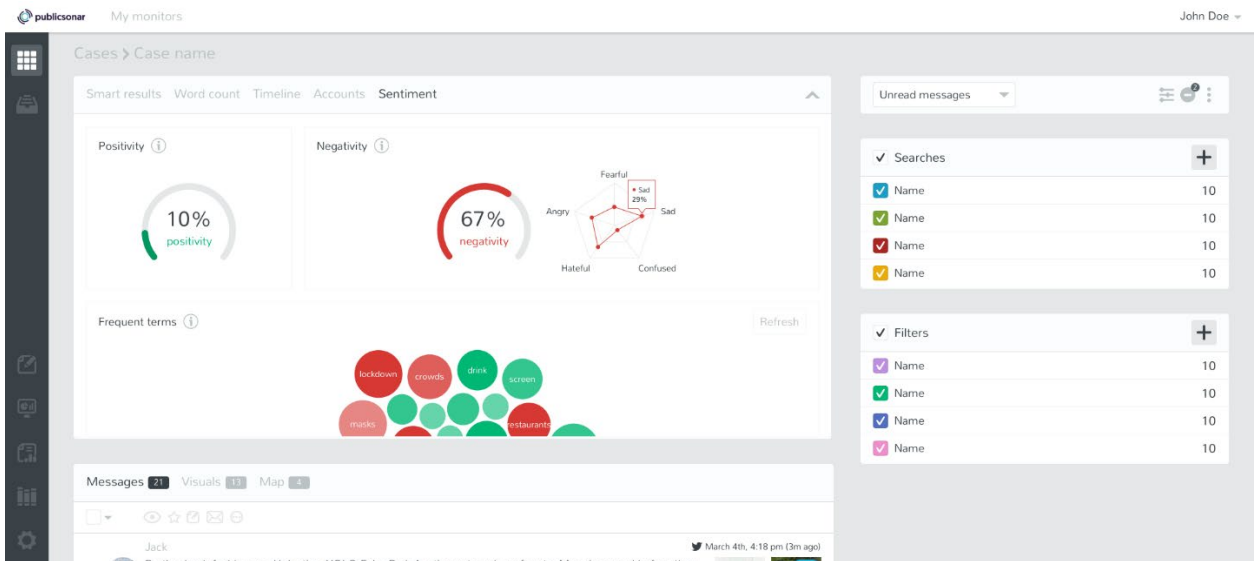 publicsonar My monitors John Doe
Cases > Case name
Smart results Word count Timeline Accounts Sentiment
Positivity i
10%
positivity
Negativity i
67%
negativity
Fearful
Sad
29%
Angry
Sad
Hateful
Confused
Frequent terms i
Refresh
lockdown
crowds
drink
screen
masks
restaurants
Messages 21 Visuals 13 Map 4
Jack
March 4th, 4:18 pm (3m ago)
Unread messages
2
Searches
Name 10
Name 10
Name 10
Name 10
Filters
Name 10
Name 10
Name 10
Name 10